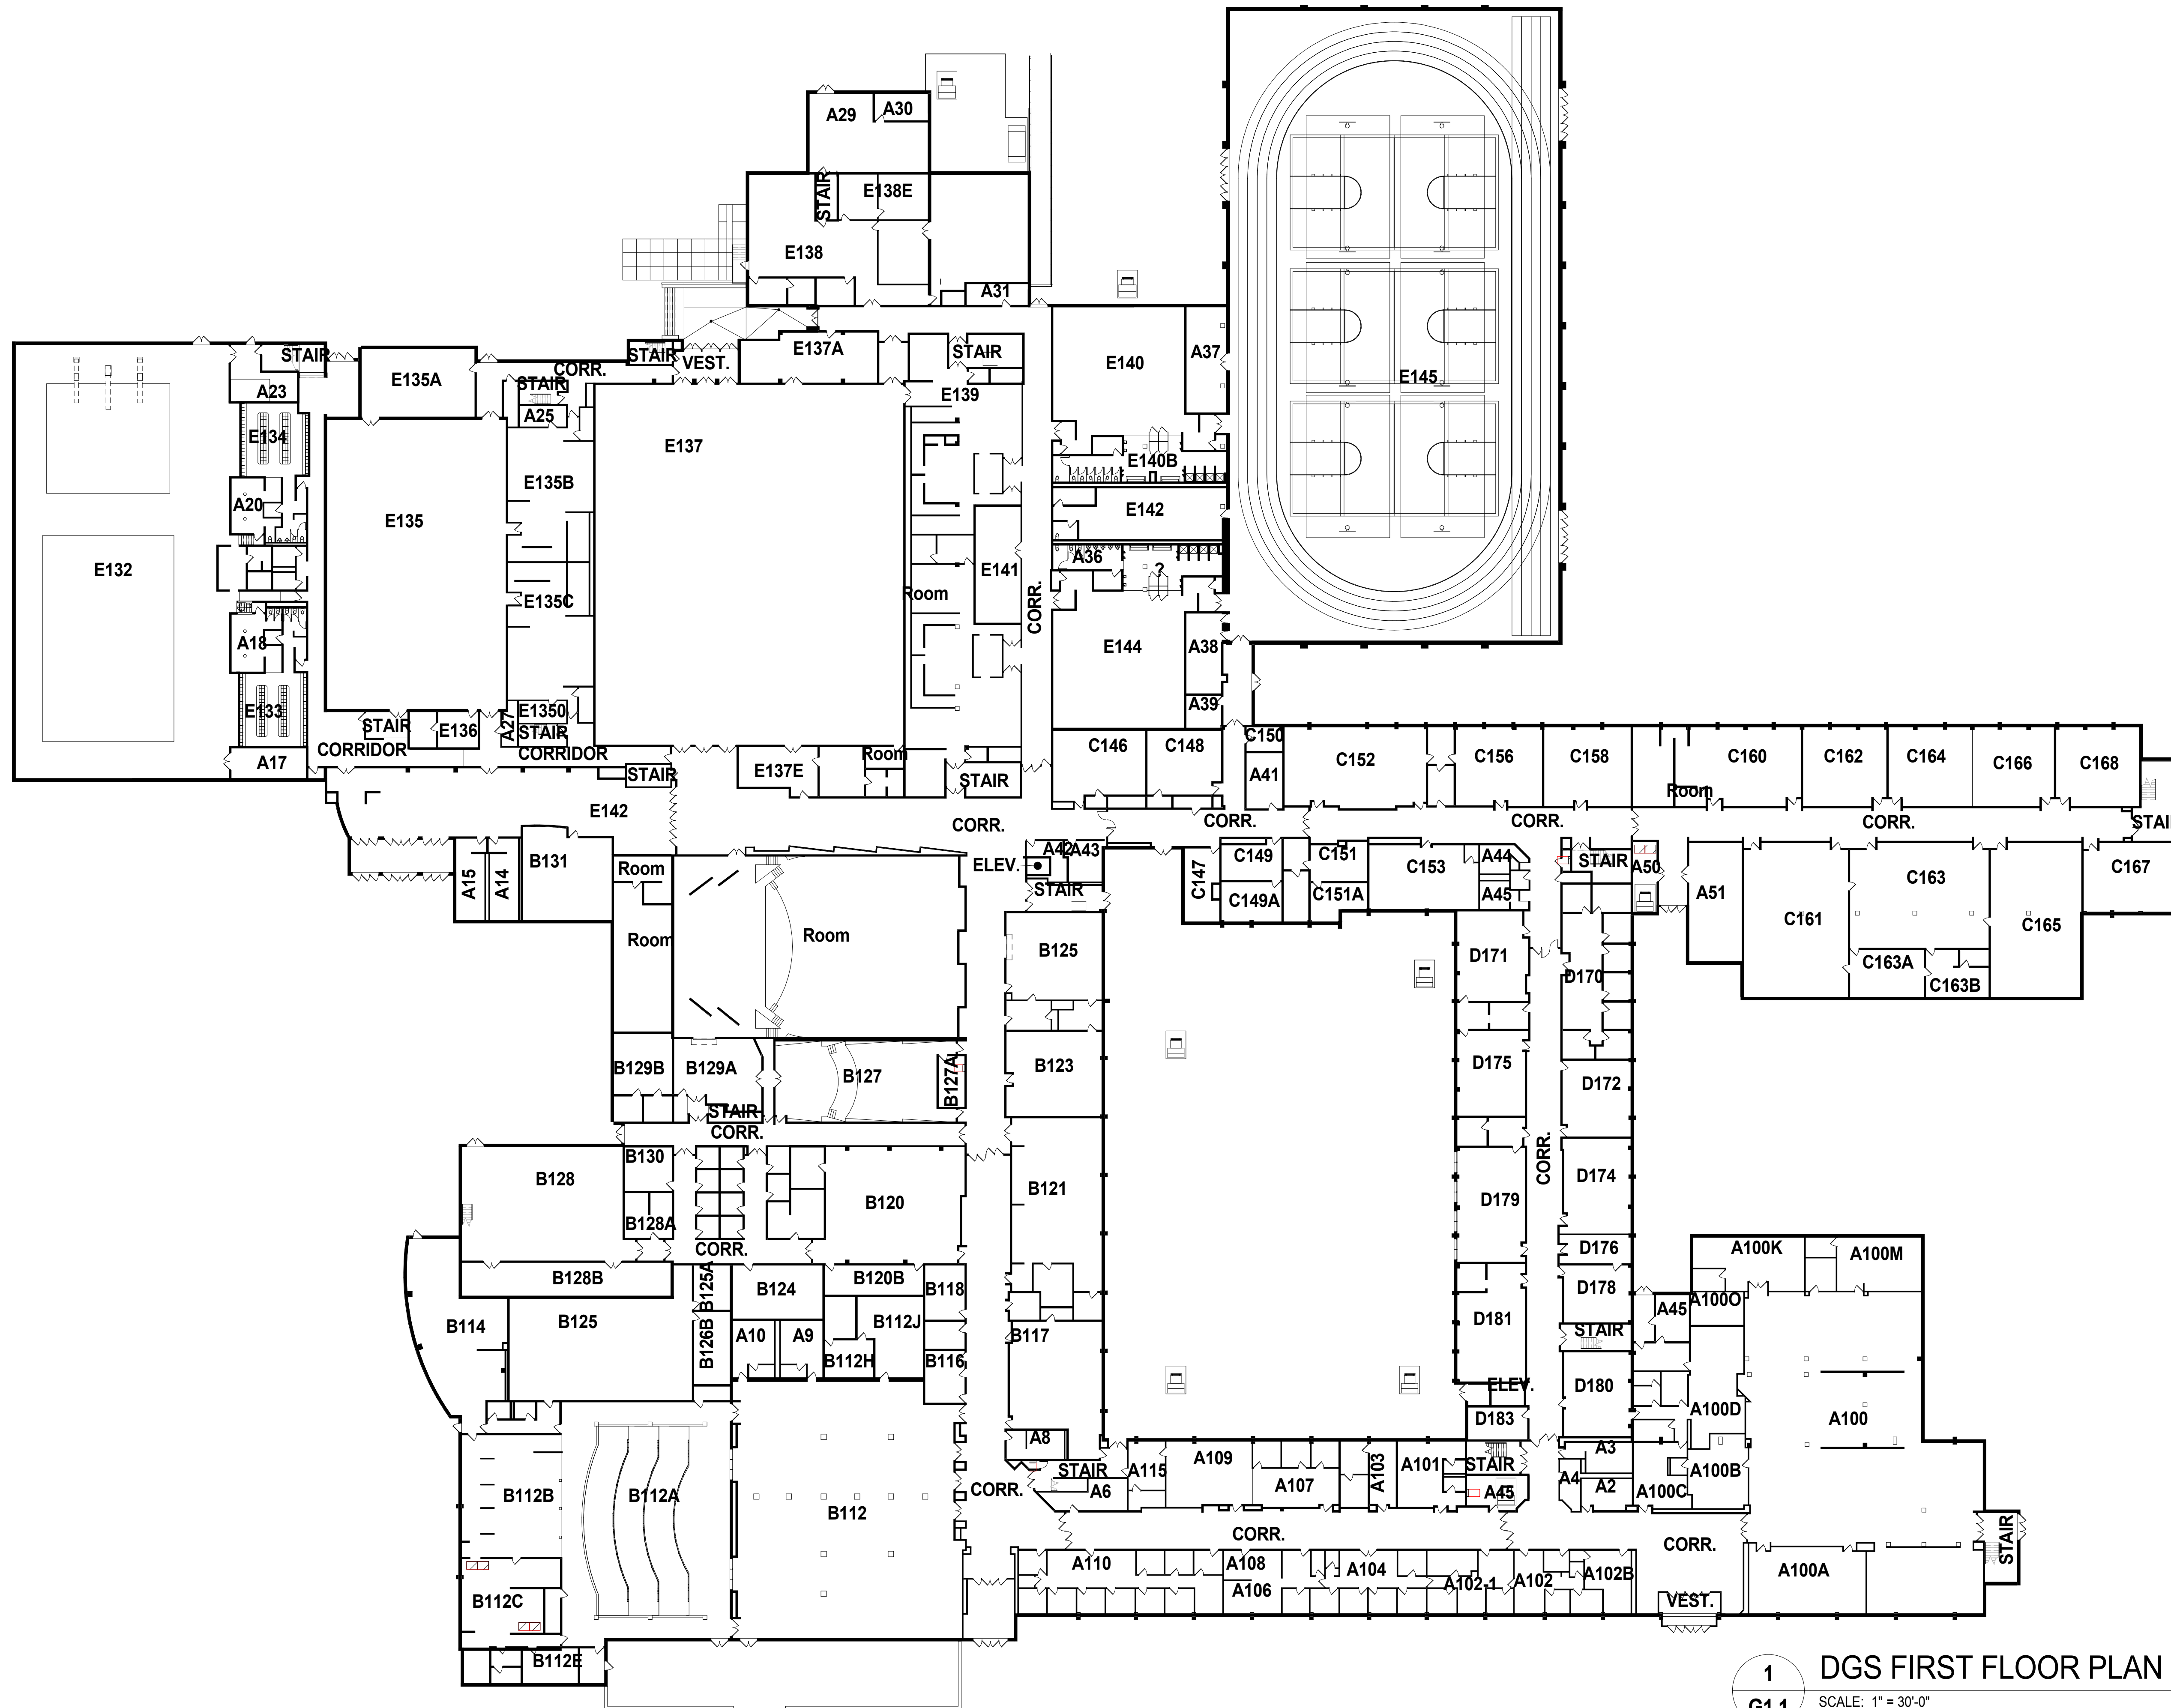 A29
A30
STAIR
E138E
E138
A31
E137A
STAIR
VEST.
STAIR
STAIR
CORR.
STAIR
A25
E135A
A23
E134
E139
E140
A37
E145
E137
E140B
E135B
A20
E135
E142
E132
A36
?
E141
Room
CORR.
E135C
A18
E144
A38
A39
E133
A17
STAIR
CORRIDOR
E136
A27
E1350
STAIR
CORRIDOR
STAIR
E137E
Room
STAIR
C146
C148
C150
A41
C152
C156
C158
Room
C160
C162
C164
C166
C168
E142
CORR.
CORR.
CORR.
CORR.
B131
A15
A14
Room
ELEV.
A42
A43
STAIR
C147
C149
C149A
C151
C151A
C153
A44
A45
STAIR
A50
A51
C161
C163
C163A
C163B
C165
C167
Room
Room
B125
D171
D170
B129B
B129A
B127
B127A
B123
D175
D172
STAIR
CORR.
B128
B130
B128A
B120
B121
CORR.
D179
D174
CORR.
D176
B128B
B125A
B124
B120B
B118
D178
A45
A100O
A100K
A100M
B114
B125
B126B
A10
A9
B112H
B112J
B116
B117
D181
STAIR
D180
ELEV.
D183
A100D
A100
A8
STAIR
A6
A115
A109
A107
A103
A101
STAIR
A45
A4
A3
A2
A100C
A100B
B112B
B112A
B112
CORR.
CORR.
CORR.
STAIR
B112C
A110
A108
A106
A104
A102-1
A102
A102B
VEST.
A100A
B112E
1
DGS FIRST FLOOR PLAN
SCALE: 1" = 30'-0"